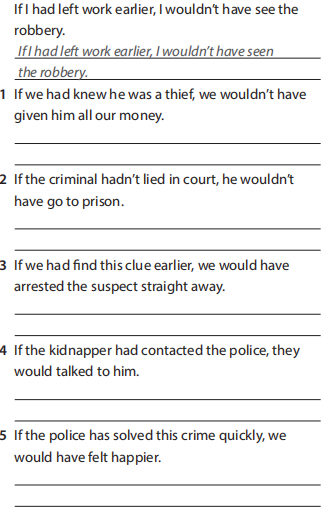 If I had left work earlier, I wouldn't have see the
robbery.
If I had left work earlier, I wouldn't have seen
the robbery.
1 If we had knew he was a thief, we wouldn't have
given him all our money.
2 If the criminal hadn't lied in court, he wouldn't
have go to prison.
3 If we had find this clue earlier, we would have
arrested the suspect straight away.
4 If the kidnapper had contacted the police, they
would talked to him.
5 If the police has solved this crime quickly, we
would have felt happier.